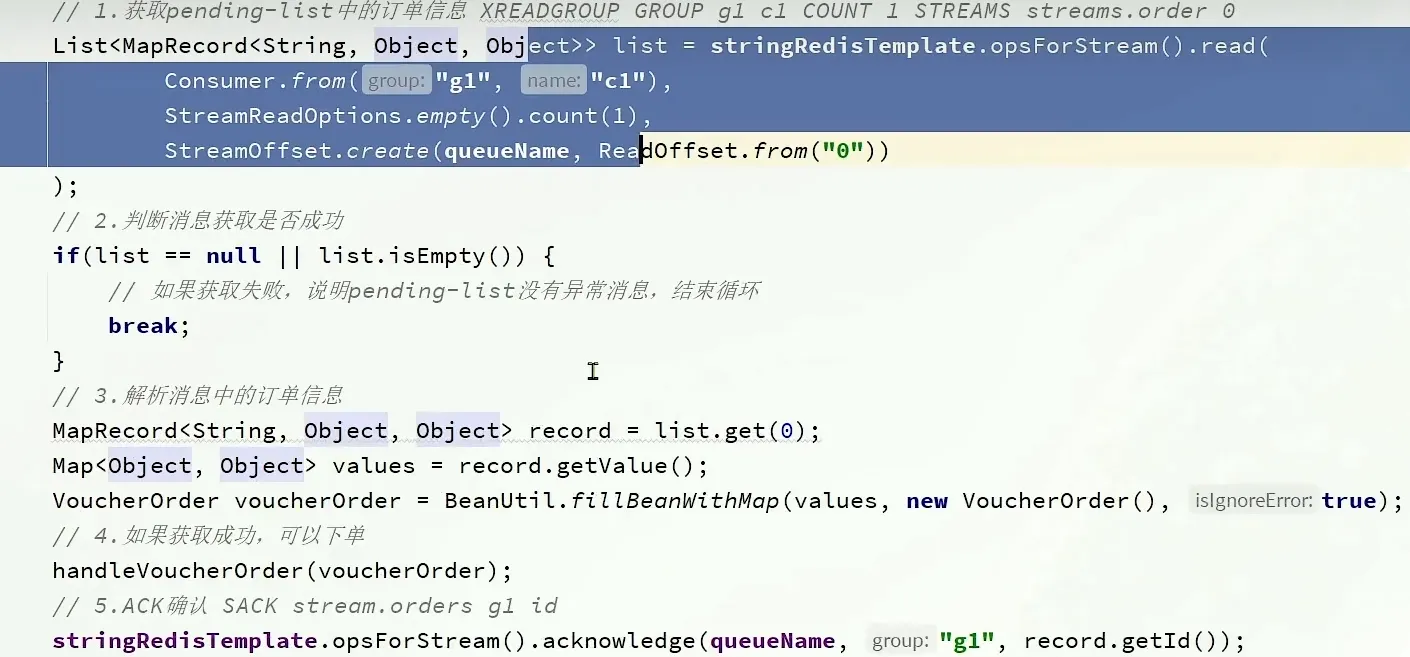 // 1.获取pending-list中的订单信息 XREADGROUP GROUP g1 c1 COUNT 1 STREAMS streams.order 0
List<MapRecord<String, Object, Object>> list = stringRedisTemplate.opsForStream().read(
Consumer.from( group: "g1", name: "c1"),
StreamReadOptions.empty().count(1),
StreamOffset.create(queueName, ReadOffset.from("0"))
);
// 2.判断消息获取是否成功
if(list == null || list.isEmpty()) {
// 如果获取失败，说明pending-list没有异常消息，结束循环
break;
}
// 3.解析消息中的订单信息
MapRecord<String, Object, Object> record = list.get(0);
Map<Object, Object> values = record.getValue();
VoucherOrder voucherOrder = BeanUtil.fillBeanWithMap(values, new VoucherOrder(), isIgnoreError: true);
// 4.如果获取成功，可以下单
handleVoucherOrder(voucherOrder);
// 5.ACK确认 SACK stream.orders g1 id
stringRedisTemplate.opsForStream().acknowledge(queueName, group: "g1", record.getId());